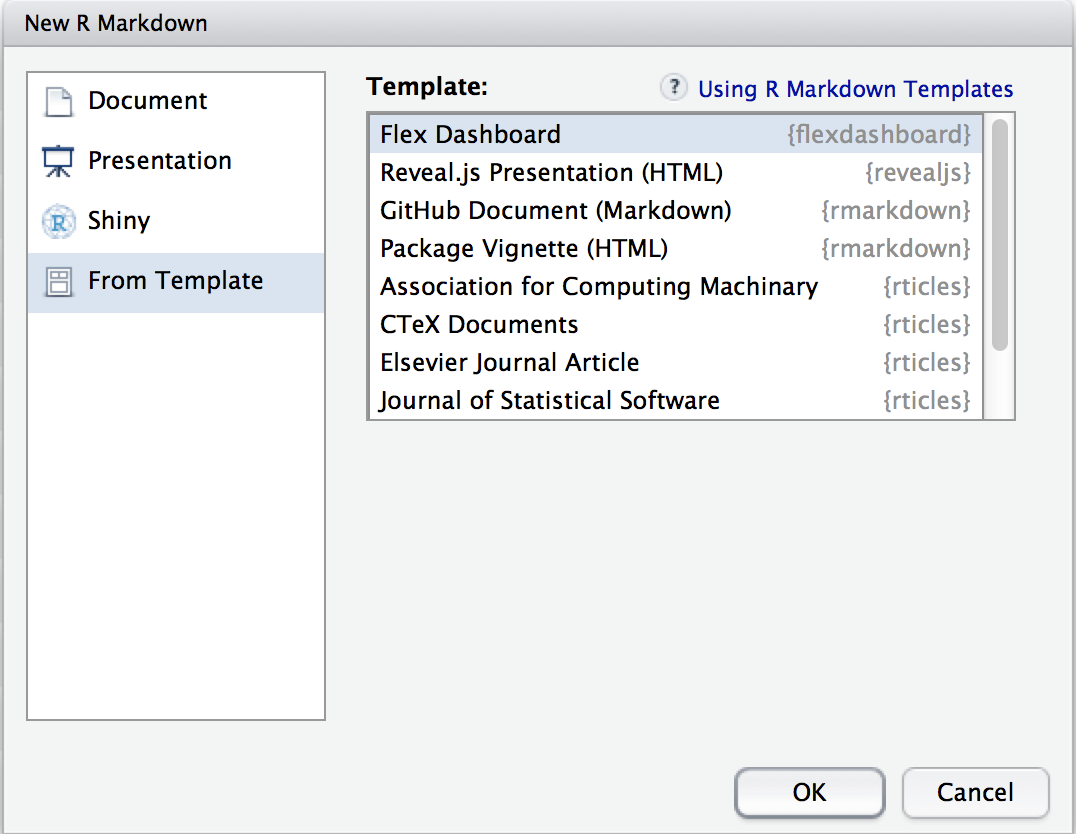 New R Markdown
Document
Presentation
R
Shiny
From Template
Template:
? Using R Markdown Templates
Flex Dashboard {flexdashboard}
Reveal.js Presentation (HTML) {revealjs}
GitHub Document (Markdown) {rmarkdown}
Package Vignette (HTML) {rmarkdown}
Association for Computing Machinary {rticles}
CTeX Documents {rticles}
Elsevier Journal Article {rticles}
Journal of Statistical Software {rticles}
OK Cancel